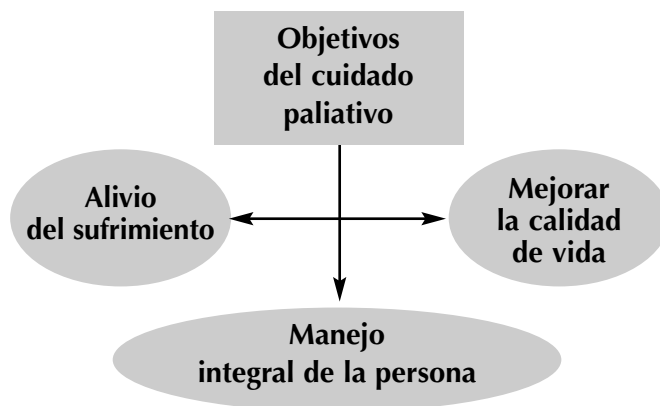 Objetivos
del cuidado
paliativo
Alivio
del sufrimiento
Mejorar
la calidad
de vida
Manejo
integral de la persona